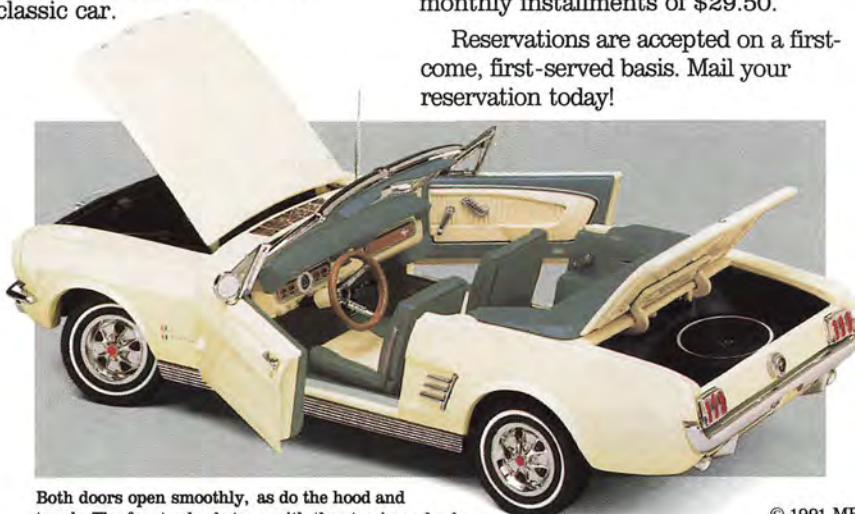 classic car.
monthly installments of $29.50.
Reservations are accepted on a first-
come, first-served basis. Mail your
reservation today!
Both doors open smoothly, as do the hood and
© 1991 MB